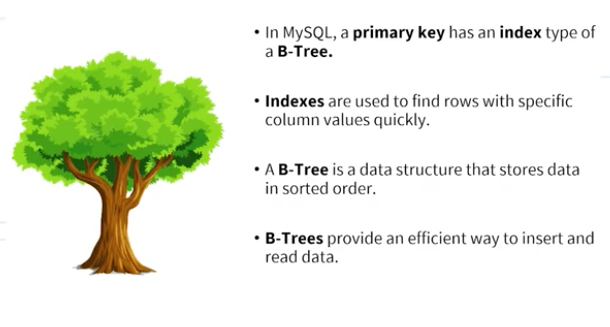 • In MySQL, a primary key has an index type of
a B-Tree.
• Indexes are used to find rows with specific
column values quickly.
• A B-Tree is a data structure that stores data
in sorted order.
• B-Trees provide an efficient way to insert and
read data.